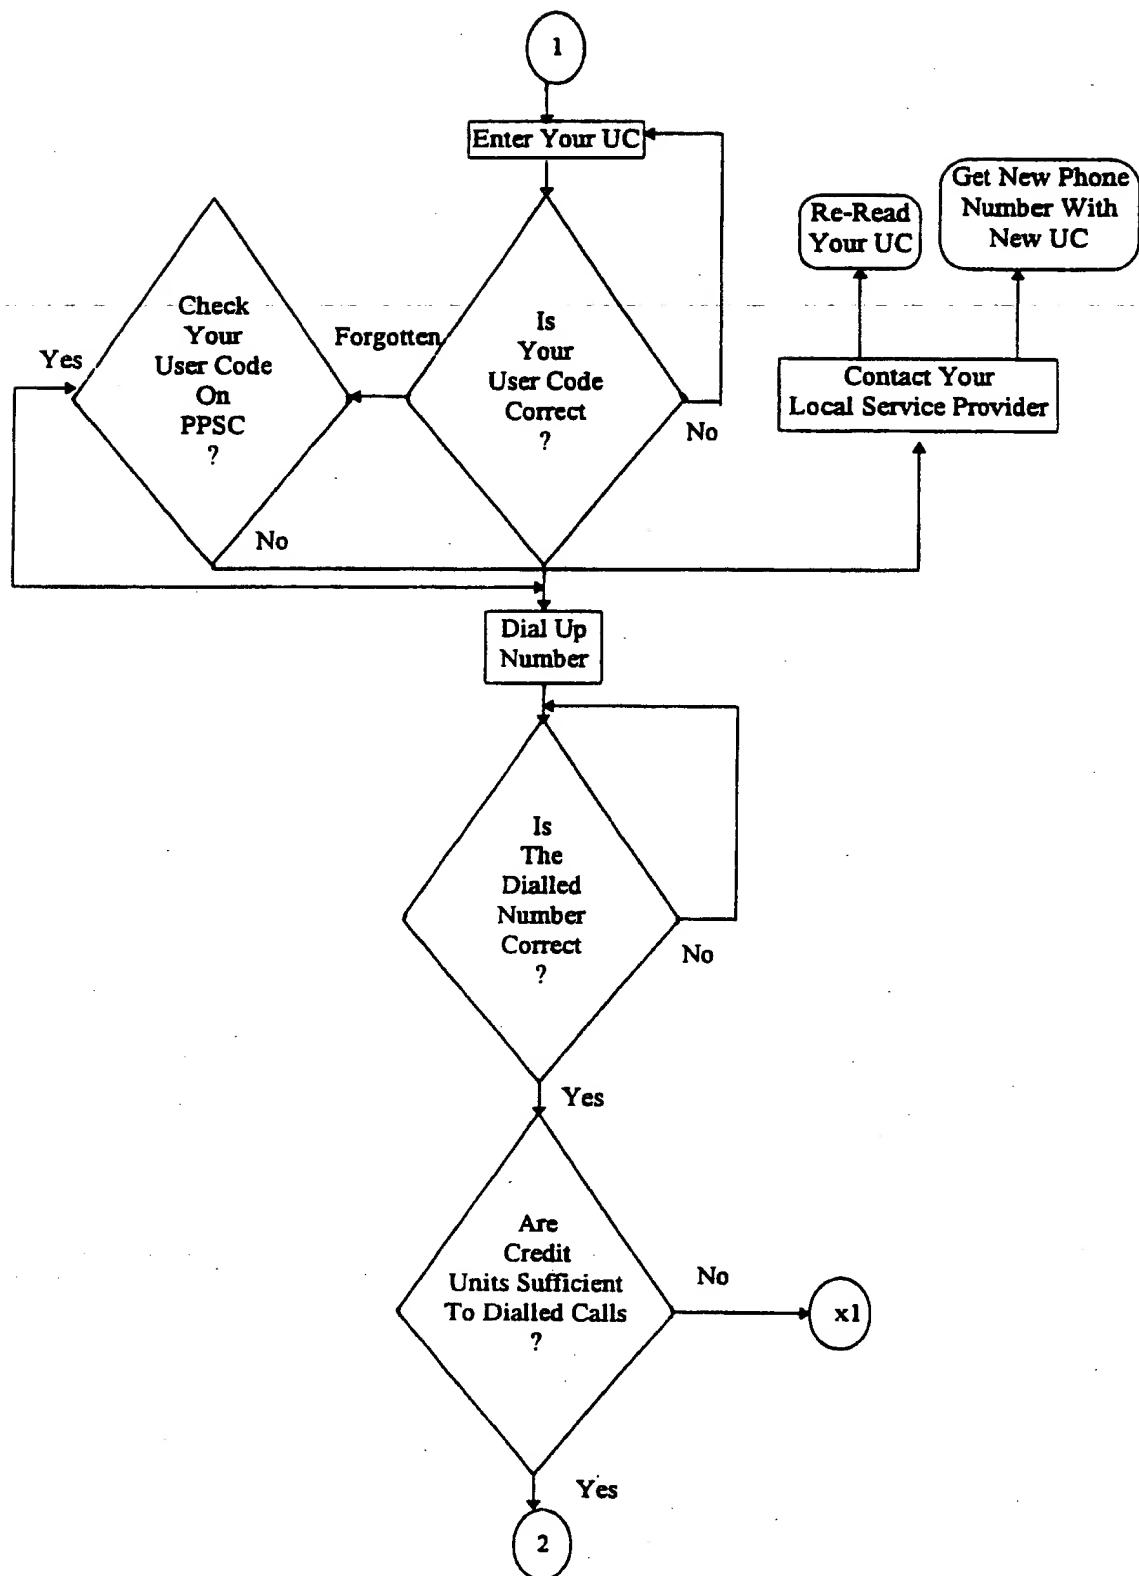 1
Enter Your UC
Re-Read
Your UC
Get New Phone
Number With
New UC
Check
Your
User Code
On
PPSC
?
Yes
Forgotten
Is
Your
User Code
Correct
?
No
Contact Your
Local Service Provider
No
Dial Up
Number
Is
The
Dialled
Number
Correct
?
No
Yes
Are
Credit
Units Sufficient
To Dialled Calls
?
No
x1
Yes
2